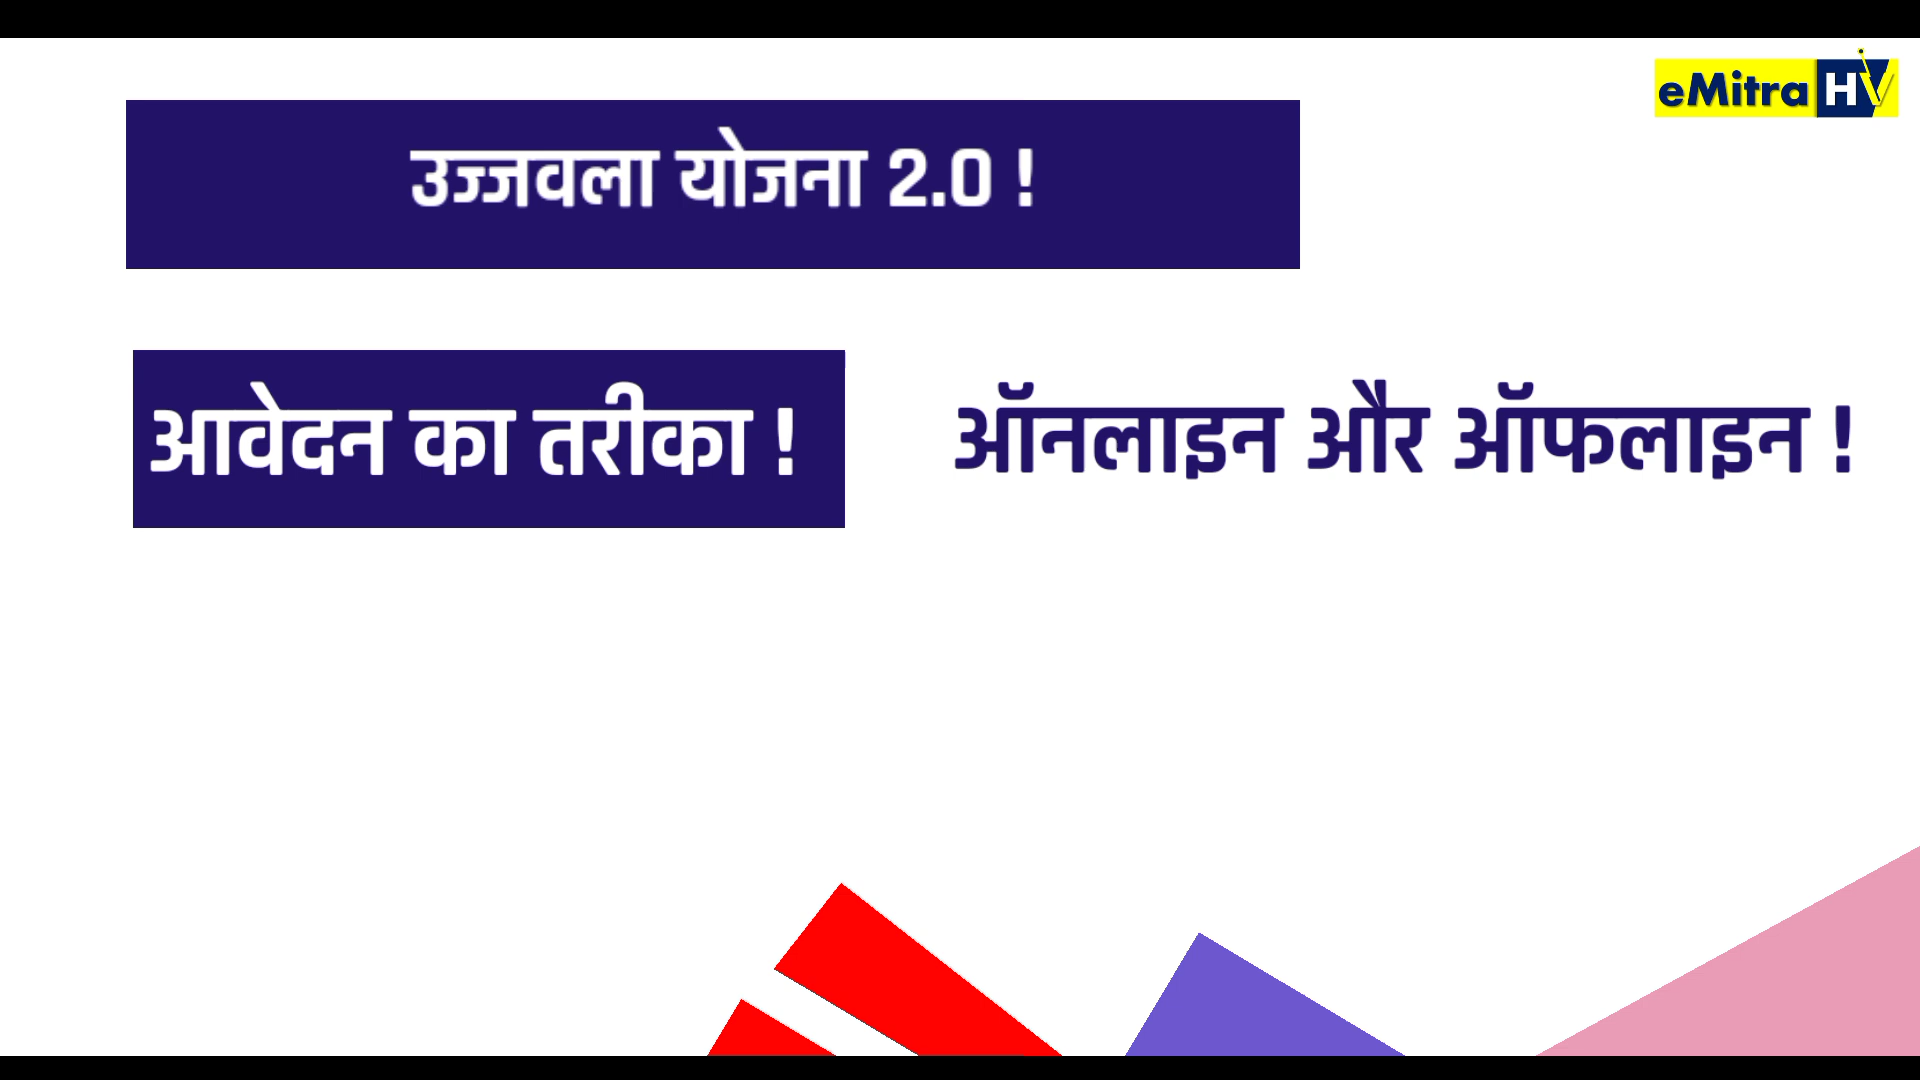 eMitra HV
उज्जवला योजना 2.0 !
आवेदन का तरीका !
ऑनलाइन और ऑफलाइन !